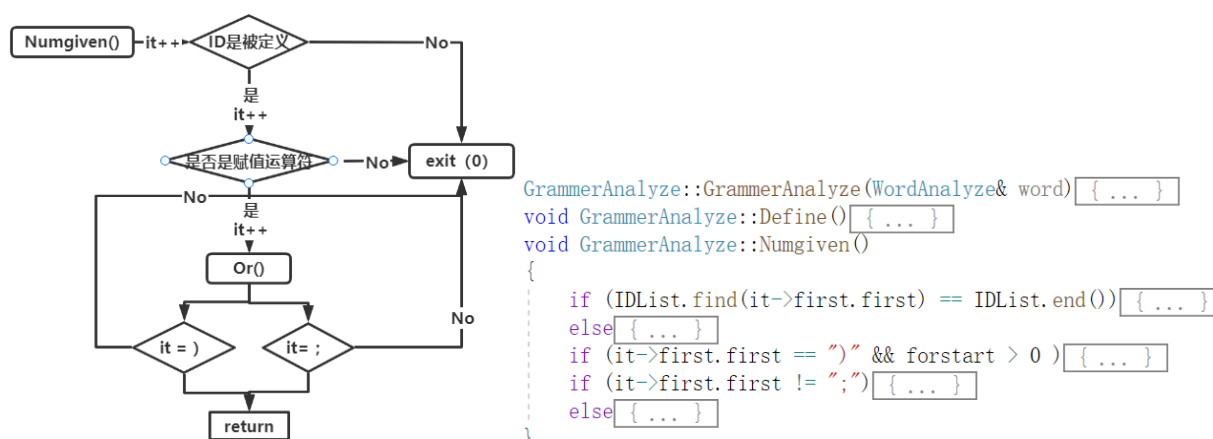 Numgiven()
it++
ID是被定义
No
是
it++
是否是赋值运算符
No
exit（0）
No
是
it++
Or()
No
it = )
it= ;
return
GrammerAnalyze::GrammerAnalyze(WordAnalyze& word) { ... }
void GrammerAnalyze::Define() { ... }
void GrammerAnalyze::Numgiven()
{
if (IDList.find(it->first.first) == IDList.end()) { ... }
else { ... }
if (it->first.first == ")" && forstart > 0 ) { ... }
if (it->first.first != ";") { ... }
else { ... }
}